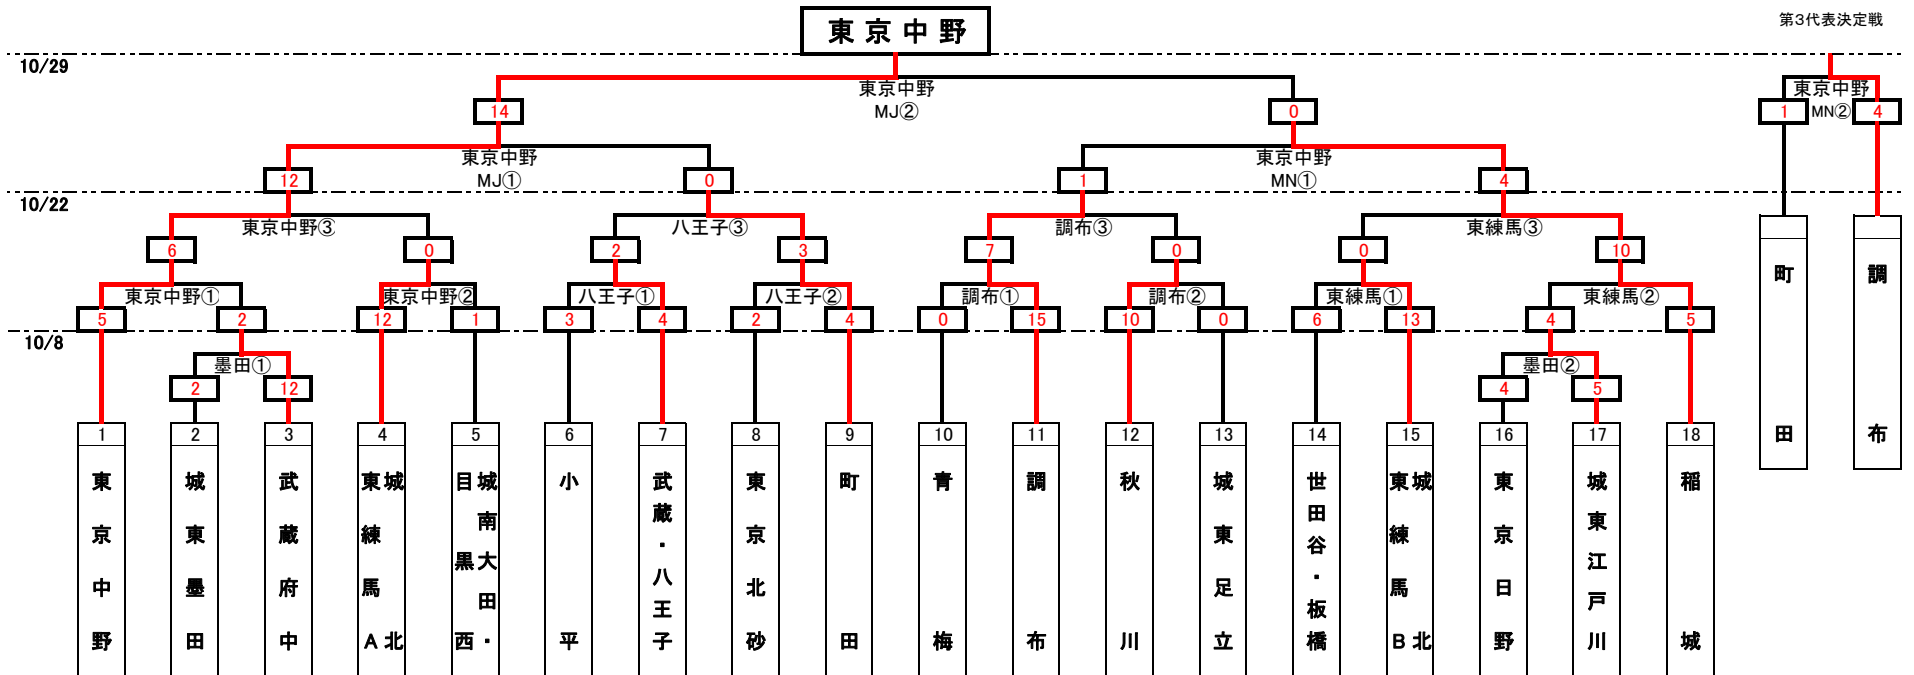 東京中野
第3代表決定戦
10/29
東京中野
MJ②
東京中野
MN②
14
0
1
4
東京中野
MJ①
東京中野
MN①
12
0
1
4
10/22
東京中野③
八王子③
調布③
東練馬③
6
0
2
3
7
0
0
10
東京中野①
東京中野②
八王子①
八王子②
調布①
調布②
東練馬①
東練馬②
5
2
12
1
3
4
2
4
0
15
10
0
6
13
4
5
10/8
墨田①
墨田②
2
12
4
5
1
2
3
4
5
6
7
8
9
10
11
12
13
14
15
16
17
18
東京中野
城東墨田
武蔵府中
城北
東練馬A
城南大田・
目黒西
小平
武蔵・八王子
東京北砂
町田
青梅
調布
秋川
城東足立
世田谷・板橋
城北
東練馬B
東京日野
城東江戸川
稲城
町田
調布